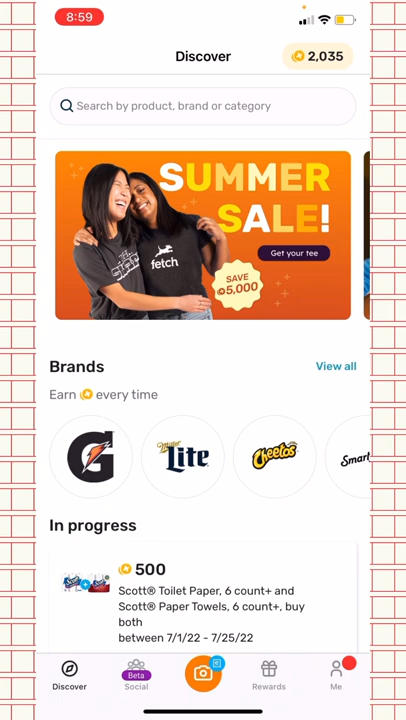 8:59
Discover
2,035
Search by product, brand or category
SUMMER
SALE!
Get your tee
fetch
SAVE
5,000
Brands
View all
Earn every time
G
Miller
Lite
Cheetos
Smart
In progress
500
Scott® Toilet Paper, 6 count+ and
Scott® Paper Towels, 6 count+, buy
both
between 7/1/22 - 7/25/22
Beta
Discover
Social
Rewards
Me